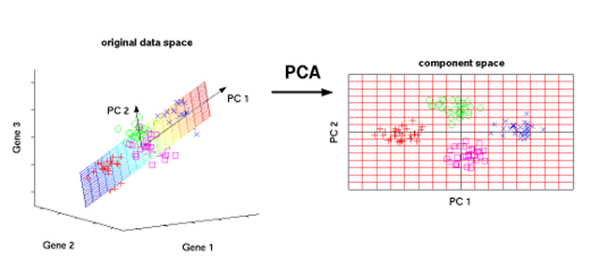 original data space
PC 2
PC 1
Gene 3
Gene 2
Gene 1
PCA
component space
PC 2
PC 1